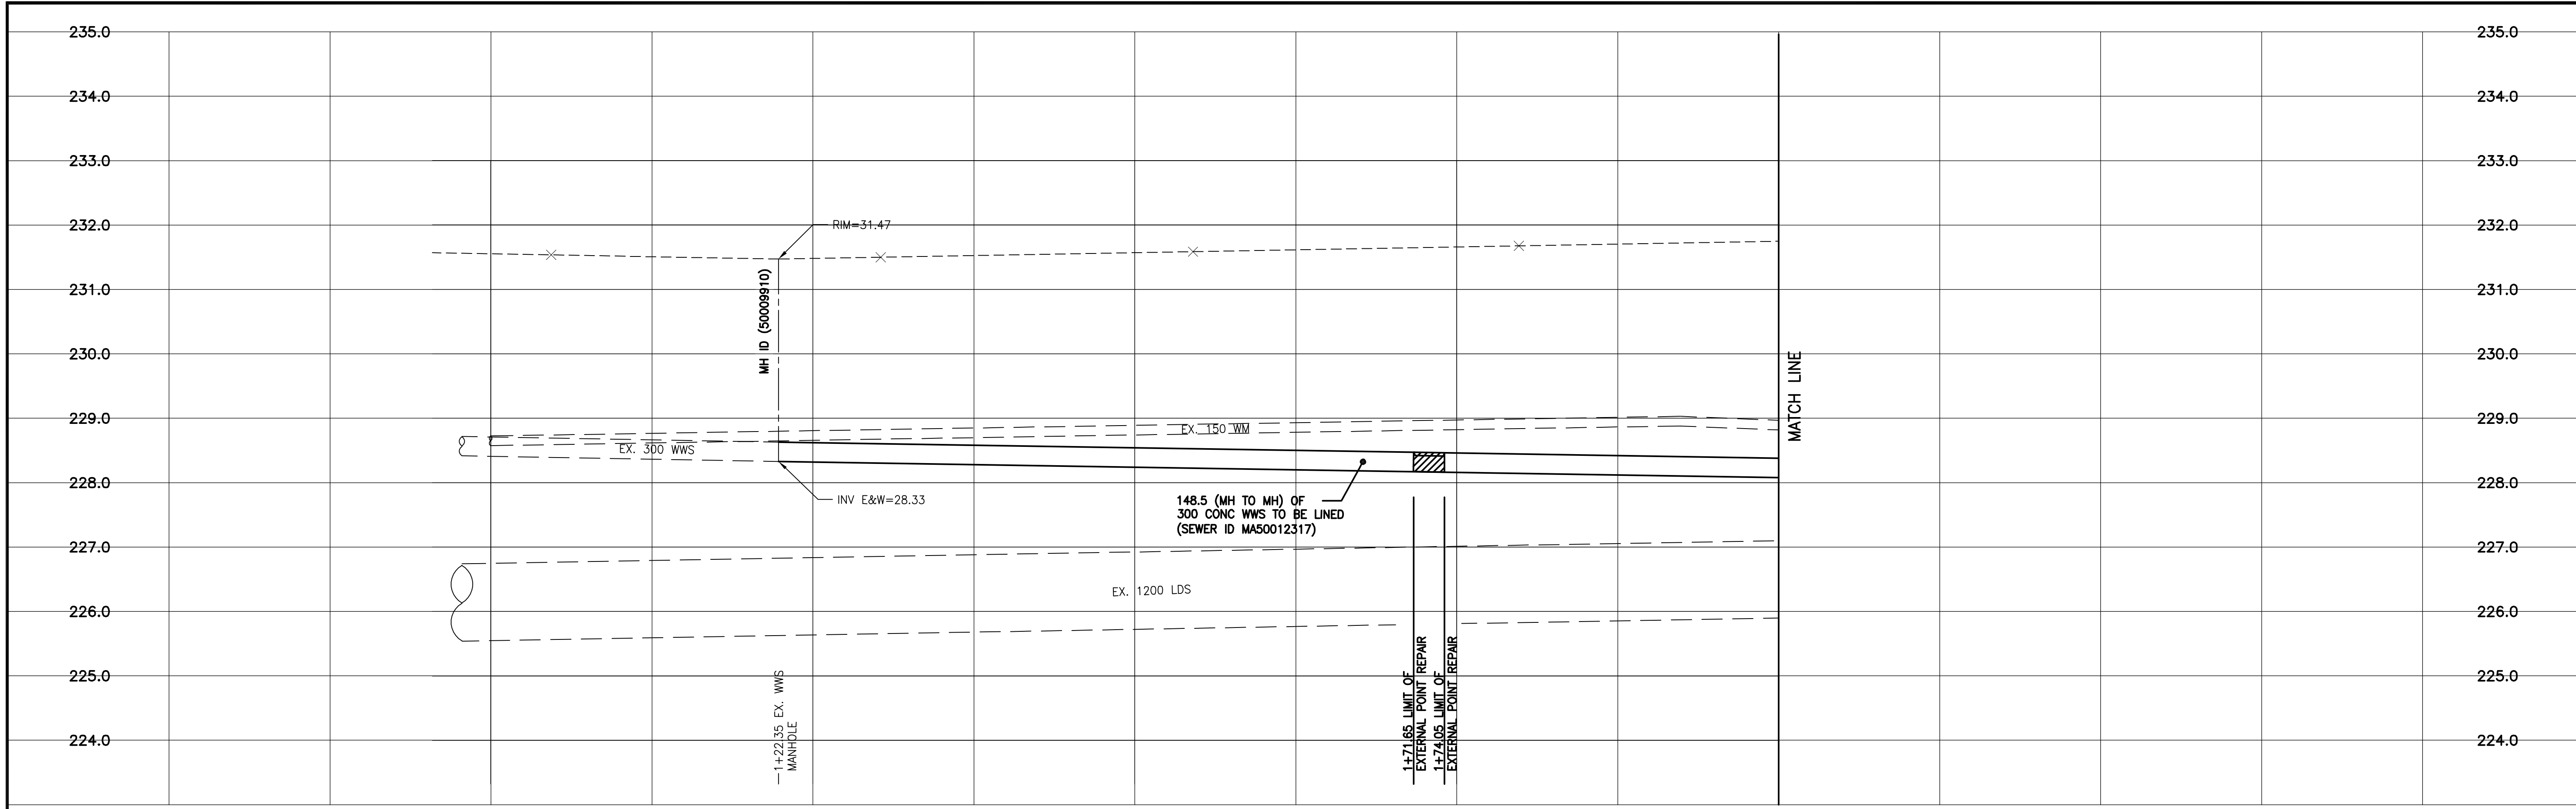 235.0
235.0
234.0
234.0
233.0
233.0
232.0
RIM=31.47
232.0
231.0
231.0
MH ID (50009910)
230.0
230.0
MATCH LINE
229.0
229.0
EX. 150 WM
EX. 300 WWS
228.0
228.0
INV E&W=28.33
148.5 (MH TO MH) OF
300 CONC WWS TO BE LINED
(SEWER ID MA50012317)
227.0
227.0
EX. 1200 LDS
226.0
226.0
225.0
225.0
1+22.35 EX. WWS
MANHOLE
1+71.65 LIMIT OF
EXTERNAL POINT REPAIR
1+74.05 LIMIT OF
EXTERNAL POINT REPAIR
224.0
224.0